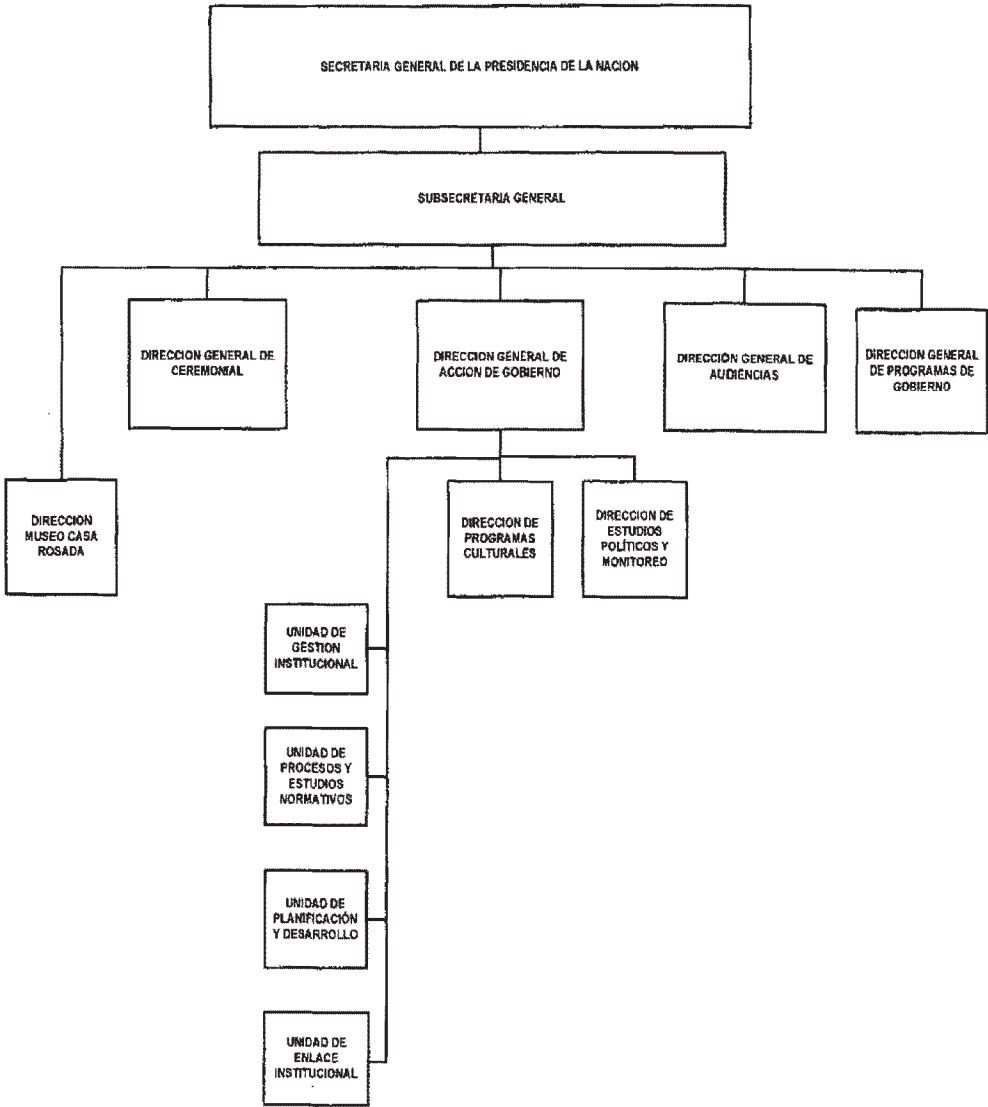 SECRETARIA GENERAL DE LA PRESIDENCIA DE LA NACION
SUBSECRETARIA GENERAL
DIRECCION GENERAL DE
CEREMONIAL
DIRECCION GENERAL DE
ACCION DE GOBIERNO
DIRECCIÓN GENERAL DE
AUDIENCIAS
DIRECCION GENERAL
DE PROGRAMAS DE
GOBIERNO
DIRECCION
MUSEO CASA
ROSADA
DIRECCION DE
PROGRAMAS
CULTURALES
DIRECCION DE
ESTUDIOS
POLÍTICOS Y
MONITOREO
UNIDAD DE
GESTION
INSTITUCIONAL
UNIDAD DE
PROCESOS Y
ESTUDIOS
NORMATIVOS
UNIDAD DE
PLANIFICACIÓN
Y DESARROLLO
UNIDAD DE
ENLACE
INSTITUCIONAL